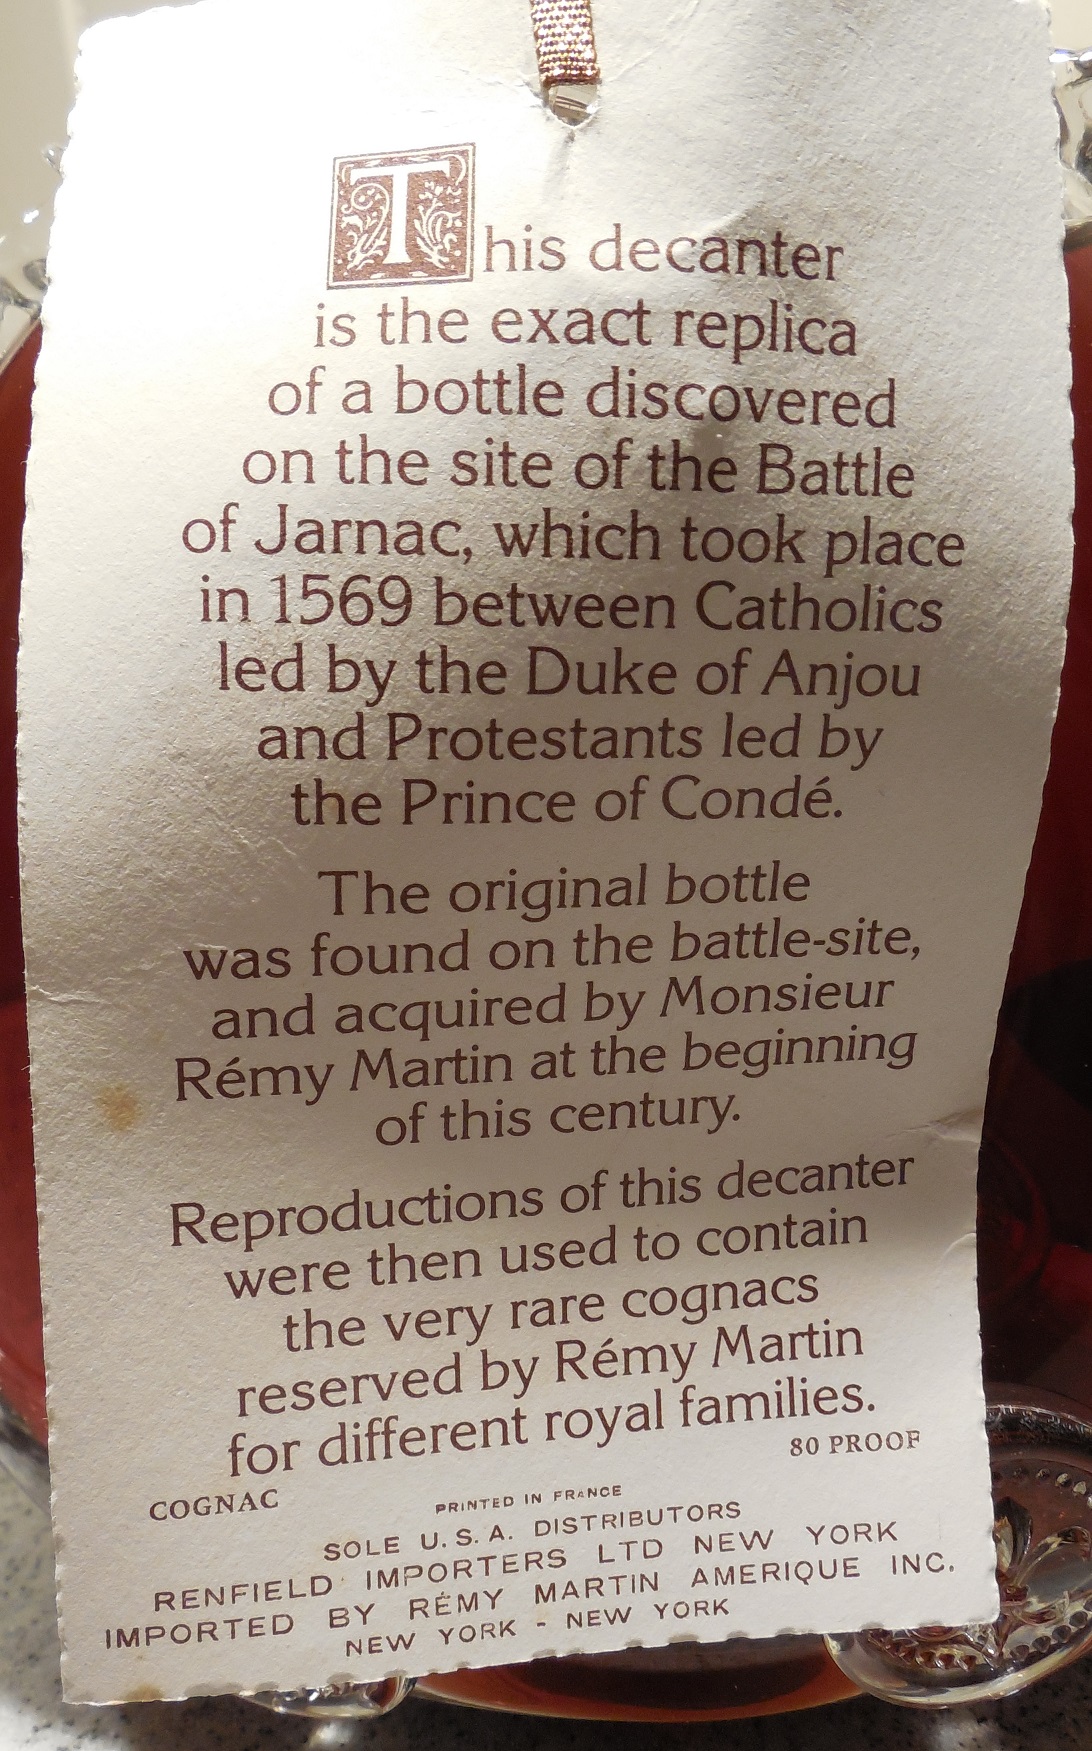 This decanter
is the exact replica
of a bottle discovered
on the site of the Battle
of Jarnac, which took place
in 1569 between Catholics
led by the Duke of Anjou
and Protestants led by
the Prince of Condé.
The original bottle
was found on the battle-site,
and acquired by Monsieur
Rémy Martin at the beginning
of this century.
Reproductions of this decanter
were then used to contain
the very rare cognacs
reserved by Rémy Martin
for different royal families.
80 PROOF
COGNAC
PRINTED IN FRANCE
SOLE U.S.A. DISTRIBUTORS
RENFIELD IMPORTERS LTD NEW YORK
IMPORTED BY RÉMY MARTIN AMERIQUE INC.
NEW YORK - NEW YORK